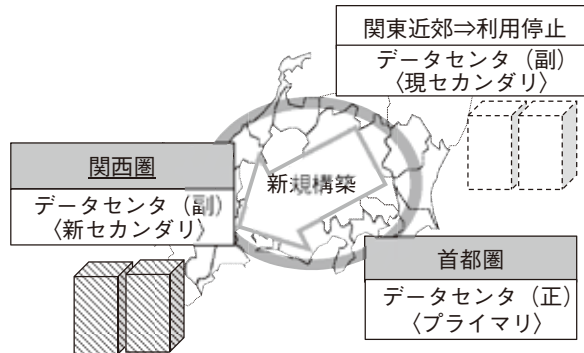 関東近郊⇒利用停止
データセンタ（副）
〈現セカンダリ〉
関西圏
データセンタ（副）
〈新セカンダリ〉
新規構築
首都圏
データセンタ（正）
〈プライマリ〉